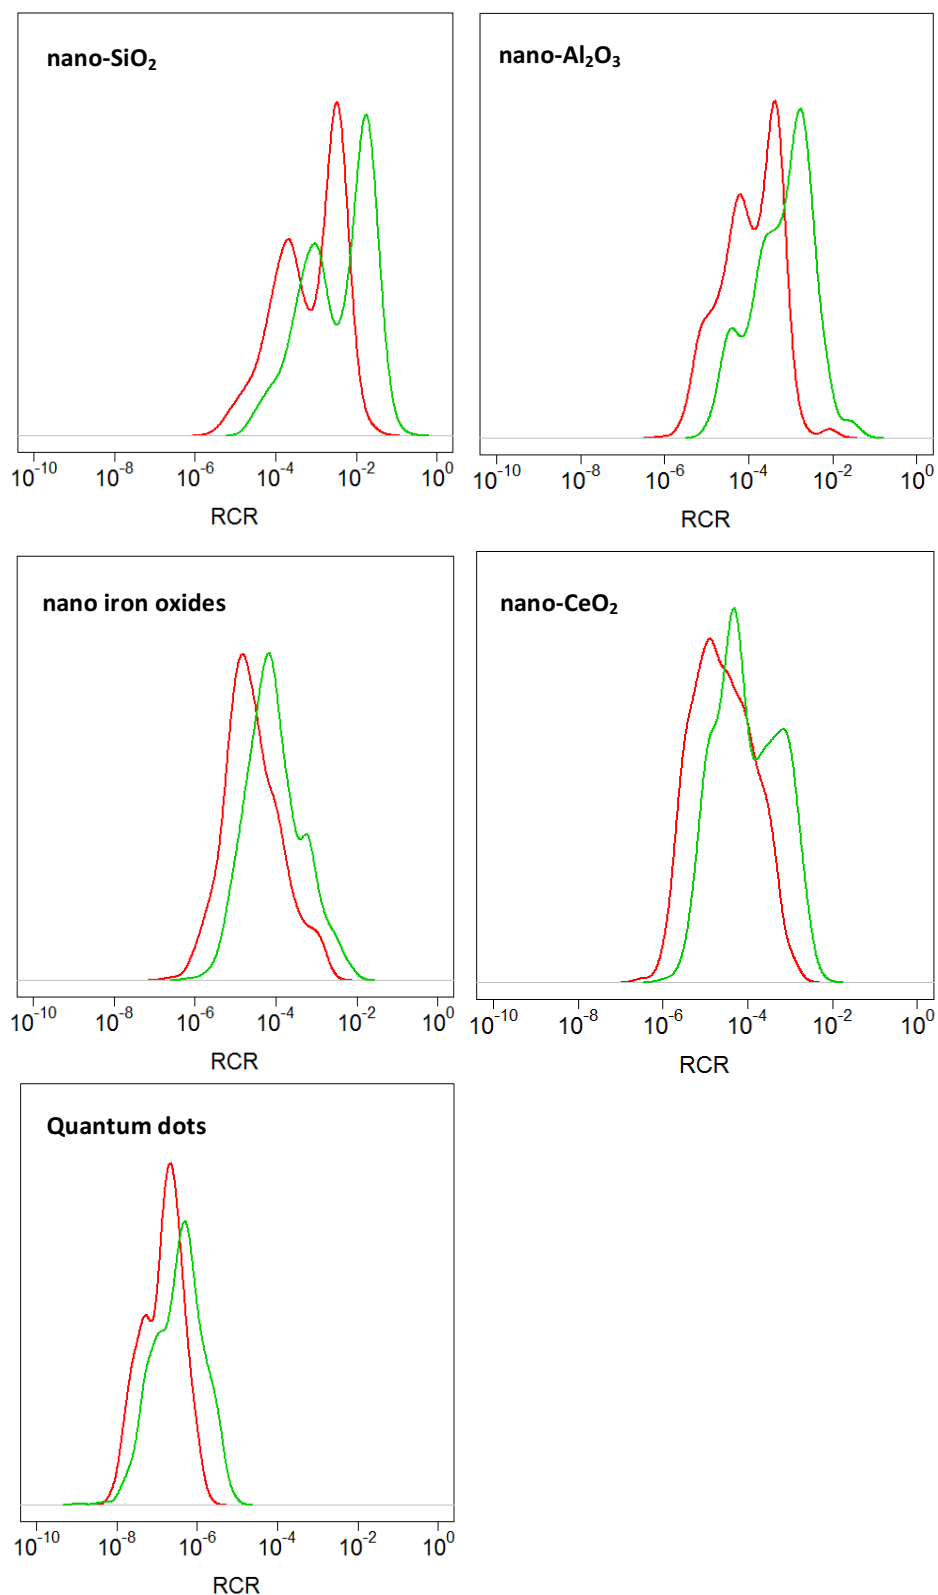 nano-SiO₂
10⁻¹⁰ 10⁻⁸ 10⁻⁶ 10⁻⁴ 10⁻² 10⁰
RCR
nano-Al₂O₃
10⁻¹⁰ 10⁻⁸ 10⁻⁶ 10⁻⁴ 10⁻² 10⁰
RCR
nano iron oxides
10⁻¹⁰ 10⁻⁸ 10⁻⁶ 10⁻⁴ 10⁻² 10⁰
RCR
nano-CeO₂
10⁻¹⁰ 10⁻⁸ 10⁻⁶ 10⁻⁴ 10⁻² 10⁰
RCR
Quantum dots
10⁻¹⁰ 10⁻⁸ 10⁻⁶ 10⁻⁴ 10⁻² 10⁰
RCR